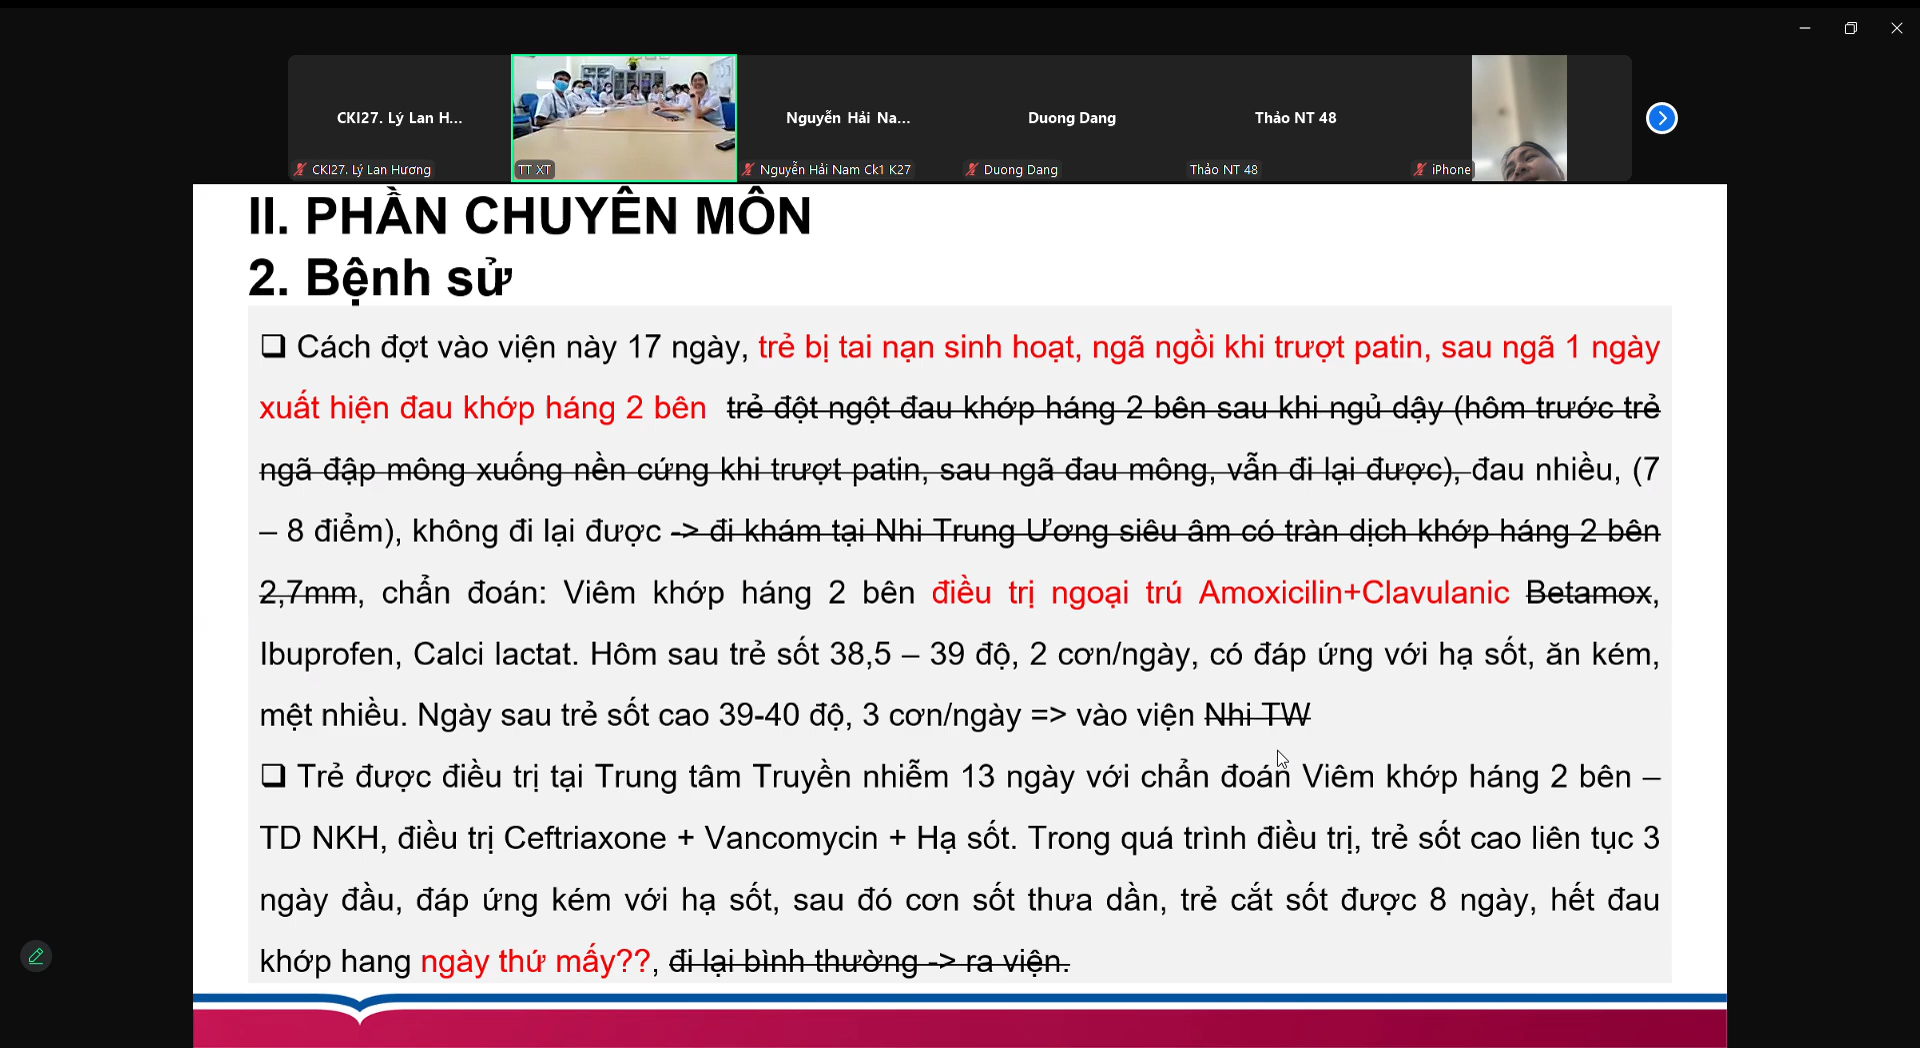 CKI27. Lý Lan H...
Nguyễn Hải Na...
Duong Dang
Thảo NT 48
CKI27. Lý Lan Hương
TT XT
Nguyễn Hải Nam Ck1 K27
Duong Dang
Thảo NT 48
iPhone
II. PHẦN CHUYÊN MÔN
2. Bệnh sử
❑ Cách đợt vào viện này 17 ngày, trẻ bị tai nạn sinh hoạt, ngã ngồi khi trượt patin, sau ngã 1 ngày
xuất hiện đau khớp háng 2 bên trẻ đột ngột đau khớp háng 2 bên sau khi ngủ dậy (hôm trước trẻ
ngã đập mông xuống nền cứng khi trượt patin, sau ngã đau mông, vẫn đi lại được), đau nhiều, (7
– 8 điểm), không đi lại được -> đi khám tại Nhi Trung Ương siêu âm có tràn dịch khớp háng 2 bên
2,7mm, chẩn đoán: Viêm khớp háng 2 bên điều trị ngoại trú Amoxicilin+Clavulanic Betamox,
Ibuprofen, Calci lactat. Hôm sau trẻ sốt 38,5 – 39 độ, 2 cơn/ngày, có đáp ứng với hạ sốt, ăn kém,
mệt nhiều. Ngày sau trẻ sốt cao 39-40 độ, 3 cơn/ngày => vào viện Nhi TW
❑ Trẻ được điều trị tại Trung tâm Truyền nhiễm 13 ngày với chẩn đoán Viêm khớp háng 2 bên –
TD NKH, điều trị Ceftriaxone + Vancomycin + Hạ sốt. Trong quá trình điều trị, trẻ sốt cao liên tục 3
ngày đầu, đáp ứng kém với hạ sốt, sau đó cơn sốt thưa dần, trẻ cắt sốt được 8 ngày, hết đau
khớp hang ngày thứ mấy??, đi lại bình thường -> ra viện.